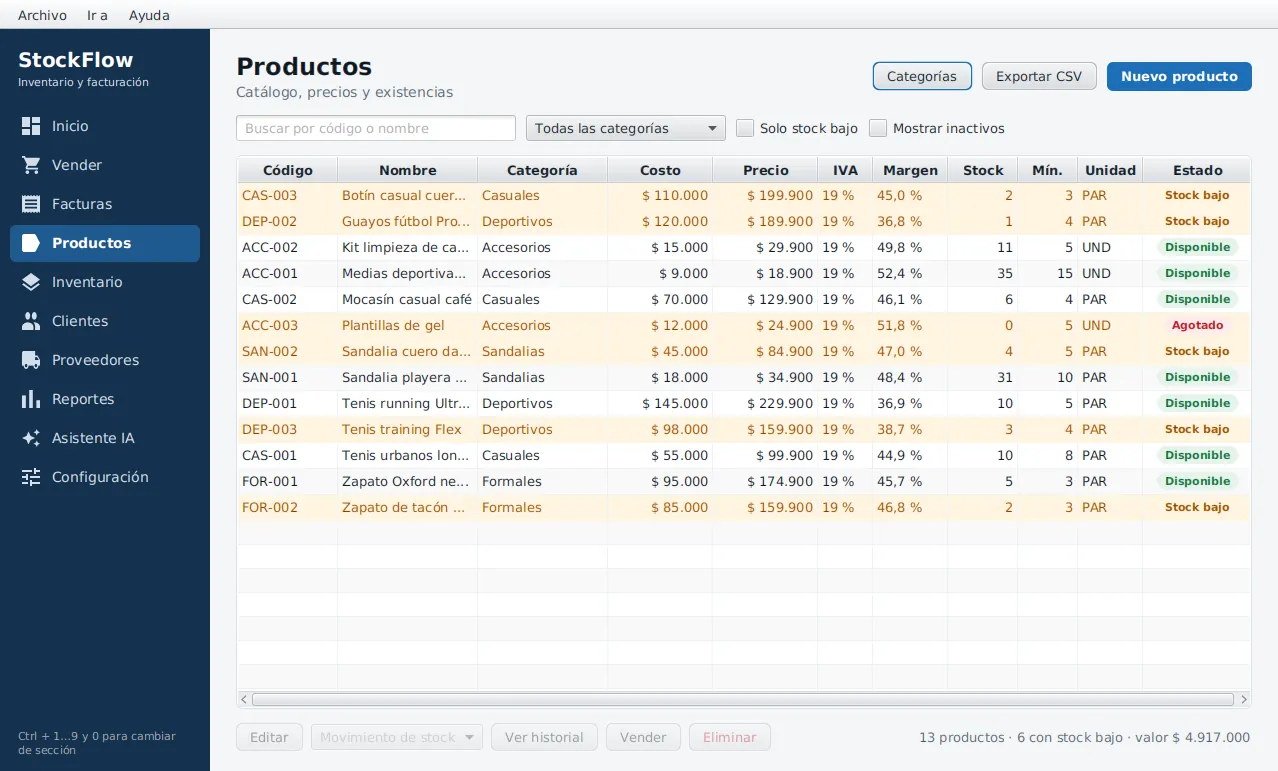 Archivo Ir a Ayuda
StockFlow
Inventario y facturación
Inicio
Vender
Facturas
Productos
Inventario
Clientes
Proveedores
Reportes
Asistente IA
Configuración
Ctrl + 1...9 y 0 para cambiar
de sección
Productos
Catálogo, precios y existencias
Categorías Exportar CSV Nuevo producto
Buscar por código o nombre Todas las categorías Solo stock bajo Mostrar inactivos
Código Nombre Categoría Costo Precio IVA Margen Stock Mín. Unidad Estado
CAS-003 Botín casual cuer... Casuales $ 110.000 $ 199.900 19 % 45,0 % 2 3 PAR Stock bajo
DEP-002 Guayos fútbol Pro... Deportivos $ 120.000 $ 189.900 19 % 36,8 % 1 4 PAR Stock bajo
ACC-002 Kit limpieza de ca... Accesorios $ 15.000 $ 29.900 19 % 49,8 % 11 5 UND Disponible
ACC-001 Medias deportiva... Accesorios $ 9.000 $ 18.900 19 % 52,4 % 35 15 UND Disponible
CAS-002 Mocasín casual café Casuales $ 70.000 $ 129.900 19 % 46,1 % 6 4 PAR Disponible
ACC-003 Plantillas de gel Accesorios $ 12.000 $ 24.900 19 % 51,8 % 0 5 UND Agotado
SAN-002 Sandalia cuero da... Sandalias $ 45.000 $ 84.900 19 % 47,0 % 4 5 PAR Stock bajo
SAN-001 Sandalia playera ... Sandalias $ 18.000 $ 34.900 19 % 48,4 % 31 10 PAR Disponible
DEP-001 Tenis running Ultr... Deportivos $ 145.000 $ 229.900 19 % 36,9 % 10 5 PAR Disponible
DEP-003 Tenis training Flex Deportivos $ 98.000 $ 159.900 19 % 38,7 % 3 4 PAR Stock bajo
CAS-001 Tenis urbanos lon... Casuales $ 55.000 $ 99.900 19 % 44,9 % 10 8 PAR Disponible
FOR-001 Zapato Oxford ne... Formales $ 95.000 $ 174.900 19 % 45,7 % 5 3 PAR Disponible
FOR-002 Zapato de tacón ... Formales $ 85.000 $ 159.900 19 % 46,8 % 2 3 PAR Stock bajo
Editar Movimiento de stock Ver historial Vender Eliminar 13 productos · 6 con stock bajo · valor $ 4.917.000